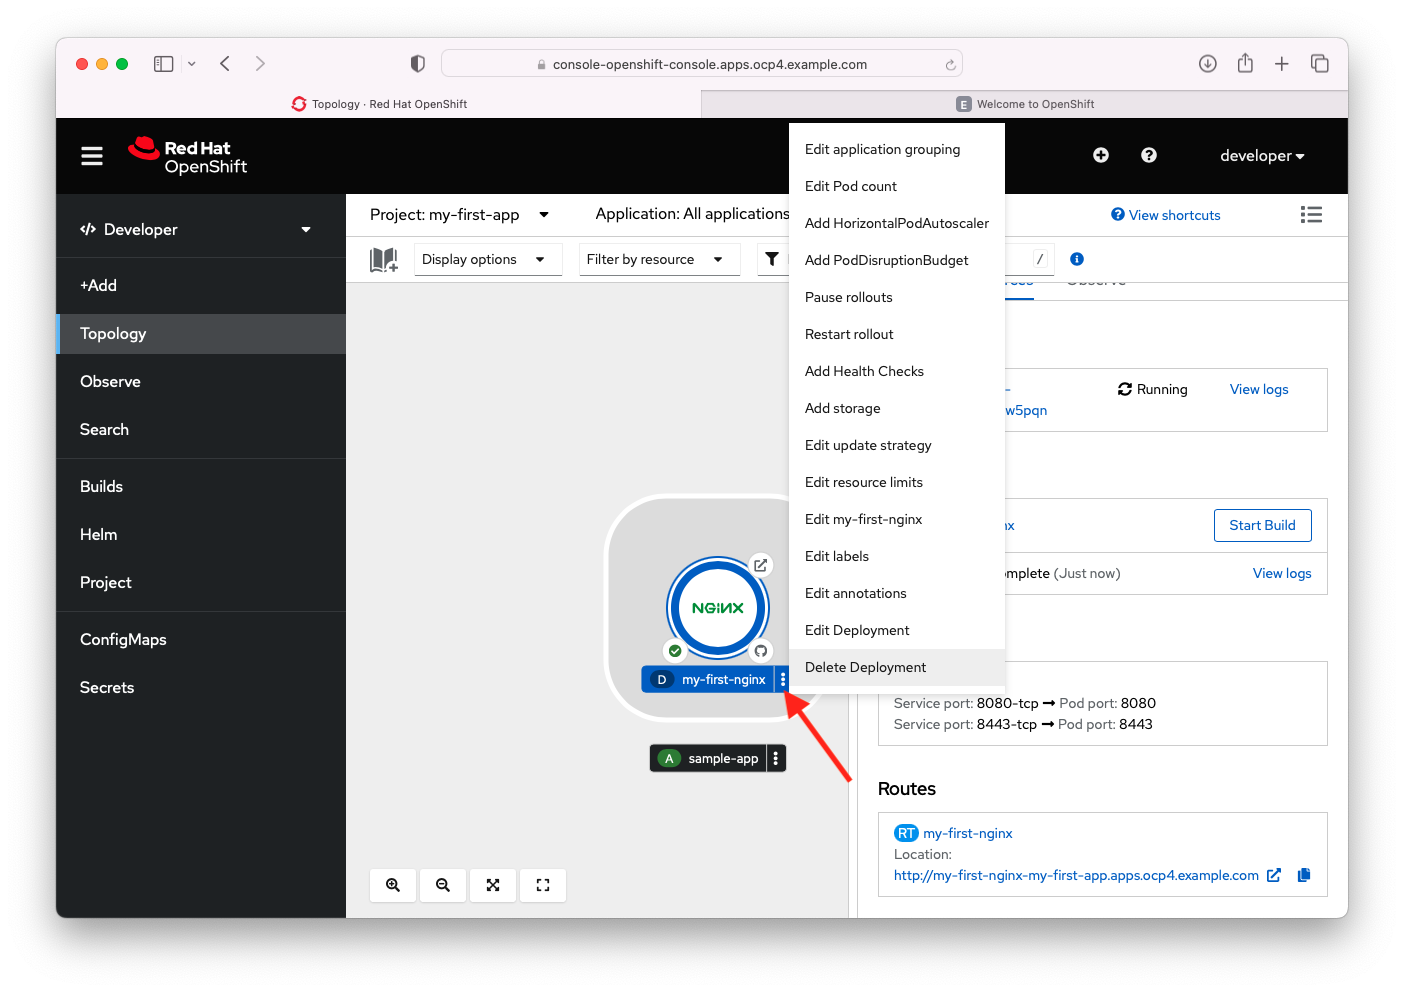 console-openshift-console.apps.ocp4.example.com
Topology · Red Hat OpenShift
E Welcome to OpenShift
Red Hat
OpenShift
developer
Developer
+Add
Topology
Observe
Search
Builds
Helm
Project
ConfigMaps
Secrets
Project: my-first-app
Application: All applications
View shortcuts
Display options
Filter by resource
/
Observe
Edit application grouping
Edit Pod count
Add HorizontalPodAutoscaler
Add PodDisruptionBudget
Pause rollouts
Restart rollout
Add Health Checks
Add storage
Edit update strategy
Edit resource limits
Edit my-first-nginx
Edit labels
Edit annotations
Edit Deployment
Delete Deployment
NGINX
D my-first-nginx
A sample-app
w5pqn
Running
View logs
nx
Start Build
mplete (Just now)
View logs
Service port: 8080-tcp → Pod port: 8080
Service port: 8443-tcp → Pod port: 8443
Routes
RT my-first-nginx
Location:
http://my-first-nginx-my-first-app.apps.ocp4.example.com